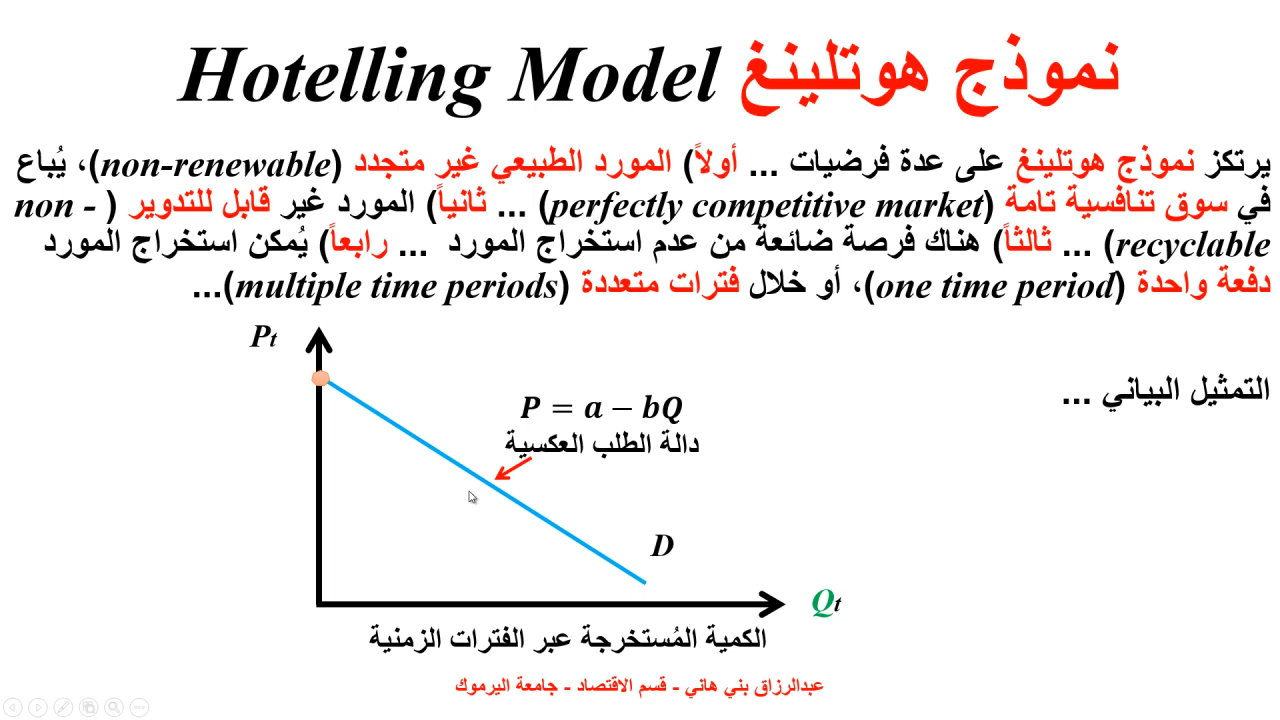 نموذج هوتلينغ Hotelling Model
يرتكز نموذج هوتلينغ على عدة فرضيات ... أولاً) المورد الطبيعي غير متجدد (non-renewable)، يُباع
في سوق تنافسية تامة (perfectly competitive market) ... ثانياً) المورد غير قابل للتدوير (non -
recyclable) ... ثالثاً) هناك فرصة ضائعة من عدم استخراج المورد ... رابعاً) يُمكن استخراج المورد
دفعة واحدة (one time period)، أو خلال فترات متعددة (multiple time periods)...
Pt
التمثيل البياني ...
P = a − bQ
دالة الطلب العكسية
D
Qt
الكمية المُستخرجة عبر الفترات الزمنية
عبدالرزاق بني هاني - قسم الاقتصاد - جامعة اليرموك